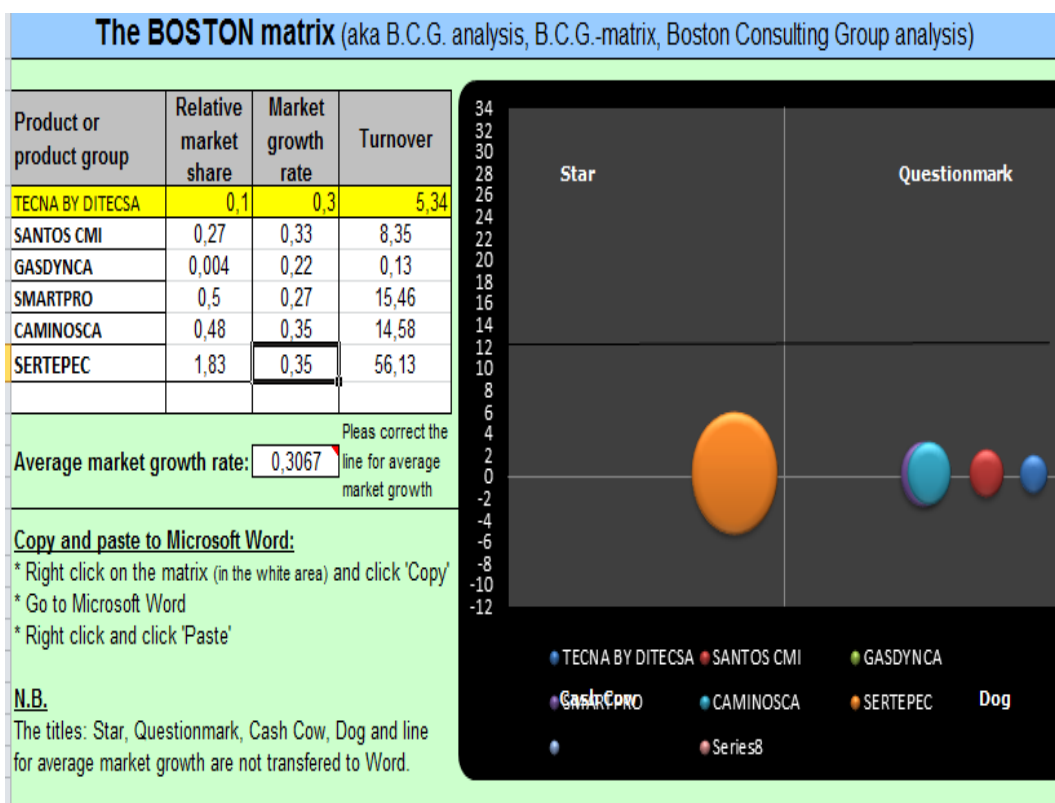 The BOSTON matrix (aka B.C.G. analysis, B.C.G.-matrix, Boston Consulting Group analysis)
Product or product group Relative market share Market growth rate Turnover
TECNA BY DITECSA 0,1 0,3 5,34
SANTOS CMI 0,27 0,33 8,35
GASDYNCA 0,004 0,22 0,13
SMARTPRO 0,5 0,27 15,46
CAMINOSCA 0,48 0,35 14,58
SERTEPEC 1,83 0,35 56,13
Average market growth rate: 0,3067
Pleas correct the
line for average
market growth
Copy and paste to Microsoft Word:
* Right click on the matrix (in the white area) and click 'Copy'
* Go to Microsoft Word
* Right click and click 'Paste'
N.B.
The titles: Star, Questionmark, Cash Cow, Dog and line
for average market growth are not transfered to Word.
34
32
30
28
26
24
22
20
18
16
14
12
10
8
6
4
2
0
-2
-4
-6
-8
-10
-12
Star Questionmark
TECNA BY DITECSA SANTOS CMI GASDYNCA
SMARTPRO CAMINOSCA SERTEPEC
Cash Cow Dog
Series8